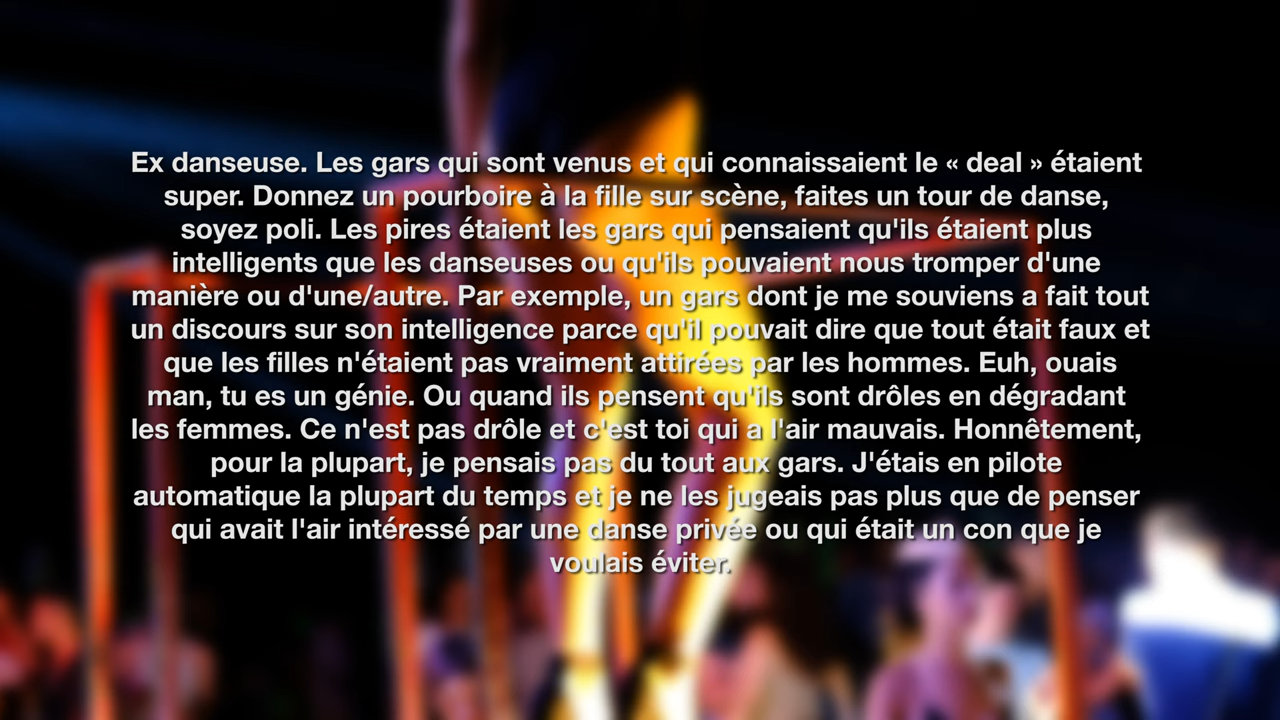 Ex danseuse. Les gars qui sont venus et qui connaissaient le « deal » étaient
super. Donnez un pourboire à la fille sur scène, faites un tour de danse,
soyez poli. Les pires étaient les gars qui pensaient qu'ils étaient plus
intelligents que les danseuses ou qu'ils pouvaient nous tromper d'une
manière ou d'une/autre. Par exemple, un gars dont je me souviens a fait tout
un discours sur son intelligence parce qu'il pouvait dire que tout était faux et
que les filles n'étaient pas vraiment attirées par les hommes. Euh, ouais
man, tu es un génie. Ou quand ils pensent qu'ils sont drôles en dégradant
les femmes. Ce n'est pas drôle et c'est toi qui a l'air mauvais. Honnêtement,
pour la plupart, je pensais pas du tout aux gars. J'étais en pilote
automatique la plupart du temps et je ne les jugeais pas plus que de penser
qui avait l'air intéressé par une danse privée ou qui était un con que je
voulais éviter.